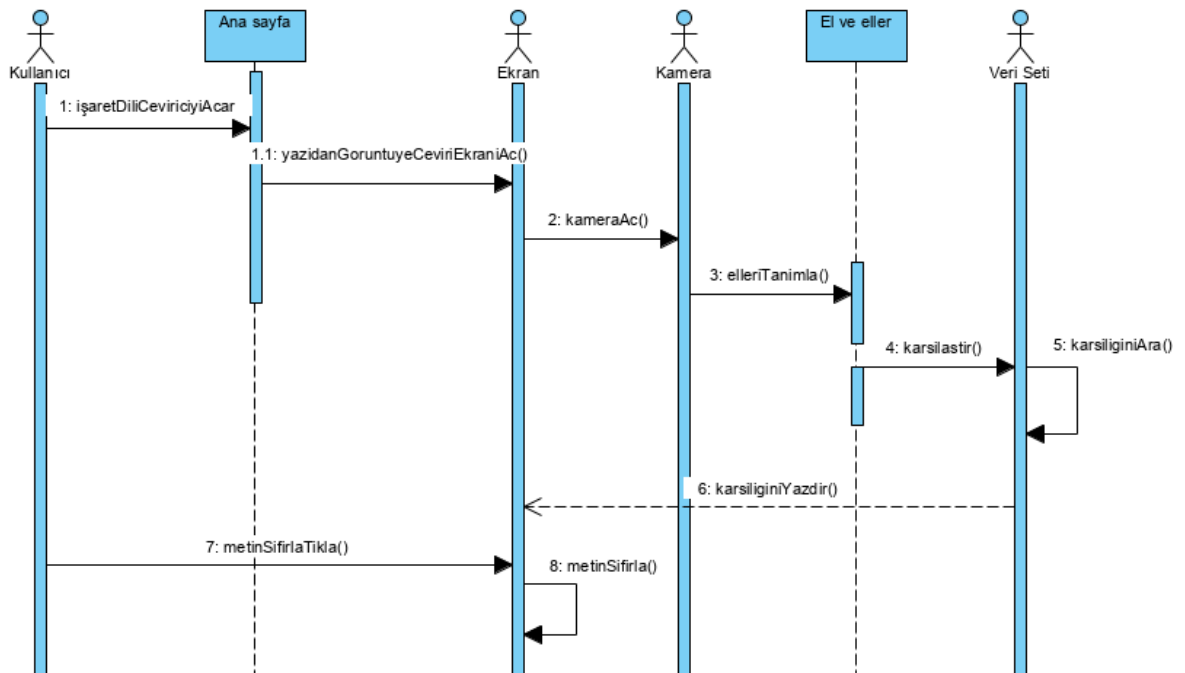 Ana sayfa
El ve eller
Kullanıcı
Ekran
Kamera
Veri Seti
1: işaretDiliCeviriciyiAcar
1.1: yazidanGoruntuyeCeviriEkraniAc()
2: kameraAc()
3: elleriTanimla()
4: karsilastir()
5: karsiliginiAra()
6: karsiliginiYazdir()
7: metinSifirlaTikla()
8: metinSifirla()